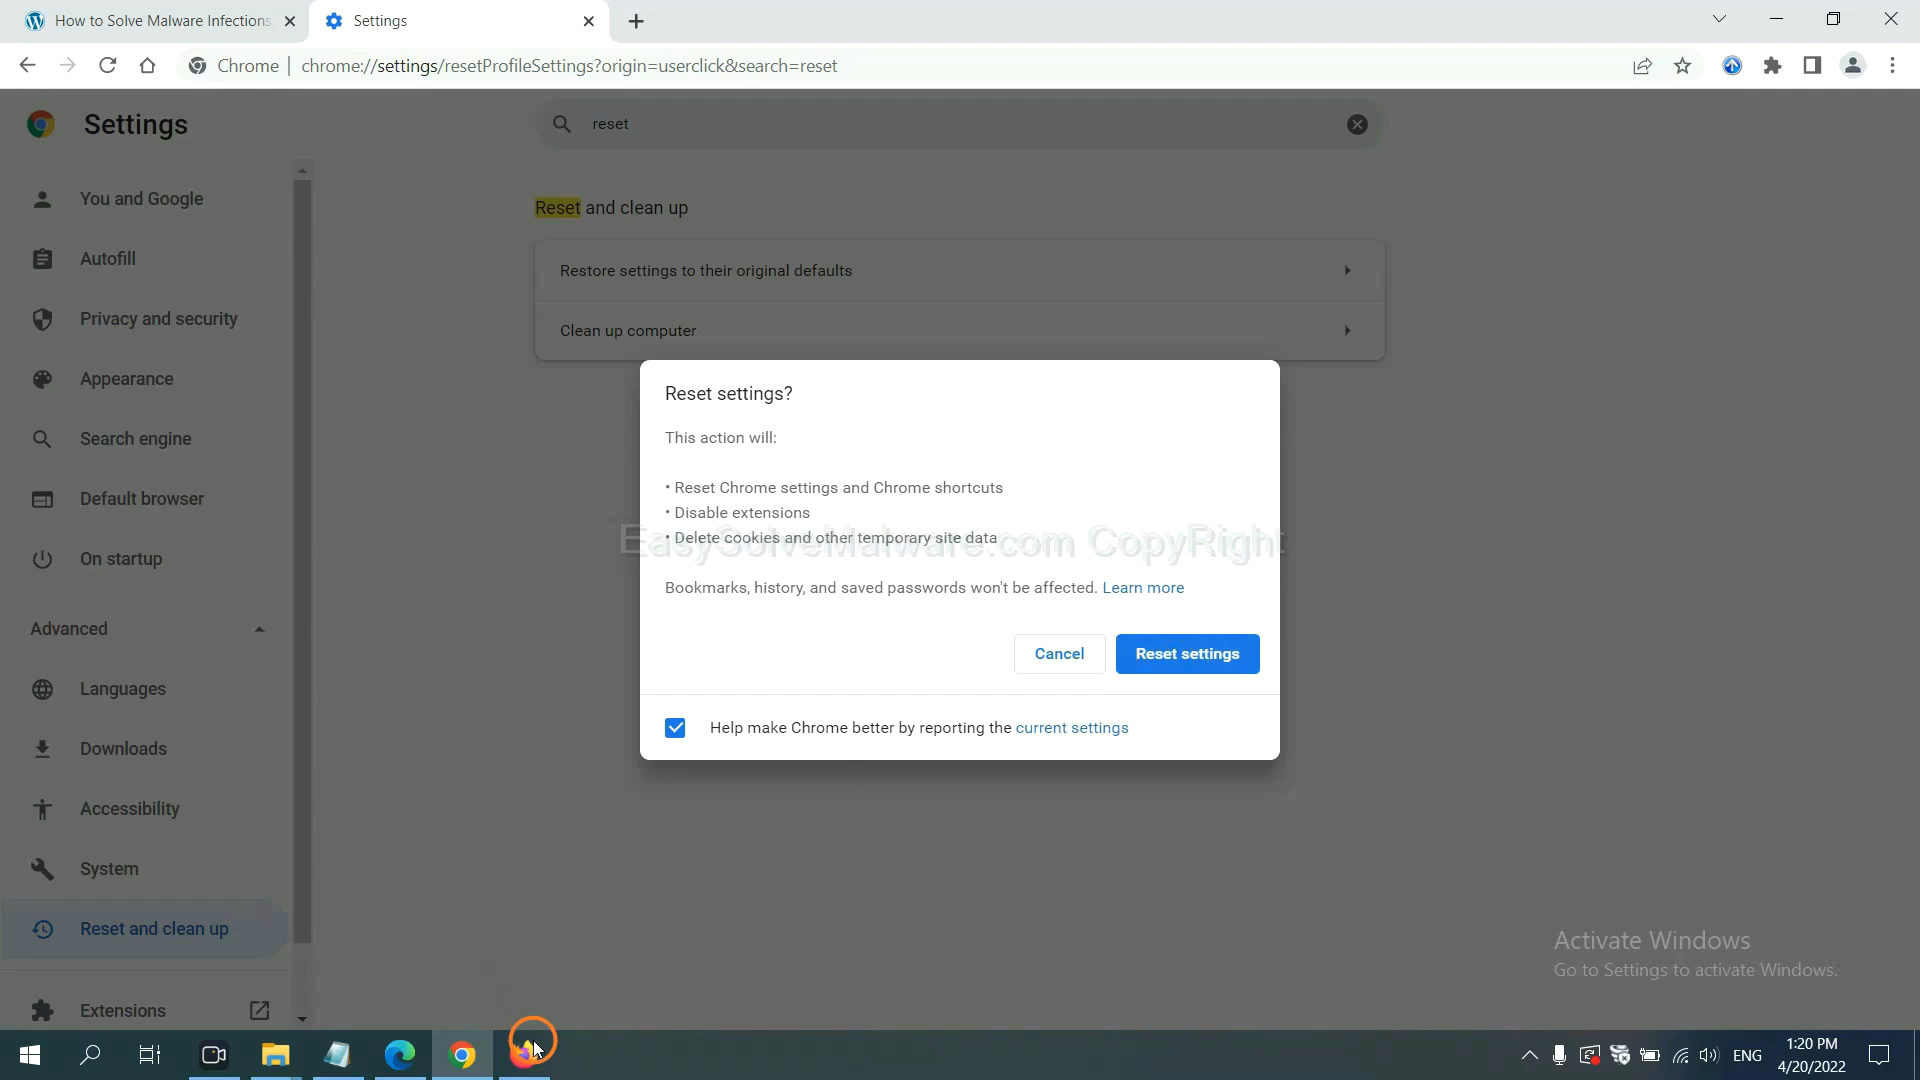 How to Solve Malware Infections
Settings
Chrome | chrome://settings/resetProfileSettings?origin=userclick&search=reset
Settings
reset
You and Google
Autofill
Privacy and security
Appearance
Search engine
Default browser
On startup
Advanced
Languages
Downloads
Accessibility
System
Reset and clean up
Extensions
Reset and clean up
Restore settings to their original defaults
Clean up computer
Reset settings?
This action will:
• Reset Chrome settings and Chrome shortcuts
• Disable extensions
• Delete cookies and other temporary site data
EasySolveMalware.com CopyRight
Bookmarks, history, and saved passwords won't be affected. Learn more
Cancel
Reset settings
Help make Chrome better by reporting the current settings
Activate Windows
Go to Settings to activate Windows.
ENG
1:20 PM
4/20/2022